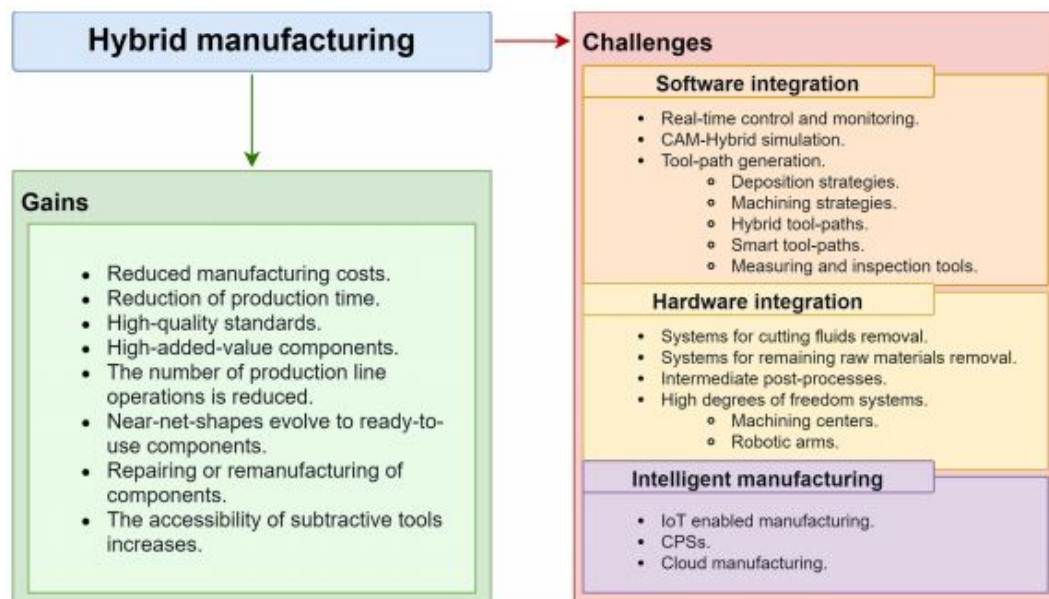 Hybrid manufacturing
Gains
• Reduced manufacturing costs.
• Reduction of production time.
• High-quality standards.
• High-added-value components.
• The number of production line
operations is reduced.
• Near-net-shapes evolve to ready-to-
use components.
• Repairing or remanufacturing of
components.
• The accessibility of subtractive tools
increases.
Challenges
Software integration
• Real-time control and monitoring.
• CAM-Hybrid simulation.
• Tool-path generation.
o Deposition strategies.
o Machining strategies.
o Hybrid tool-paths.
o Smart tool-paths.
o Measuring and inspection tools.
Hardware integration
• Systems for cutting fluids removal.
• Systems for remaining raw materials removal.
• Intermediate post-processes.
• High degrees of freedom systems.
o Machining centers.
o Robotic arms.
Intelligent manufacturing
• IoT enabled manufacturing.
• CPSs.
• Cloud manufacturing.